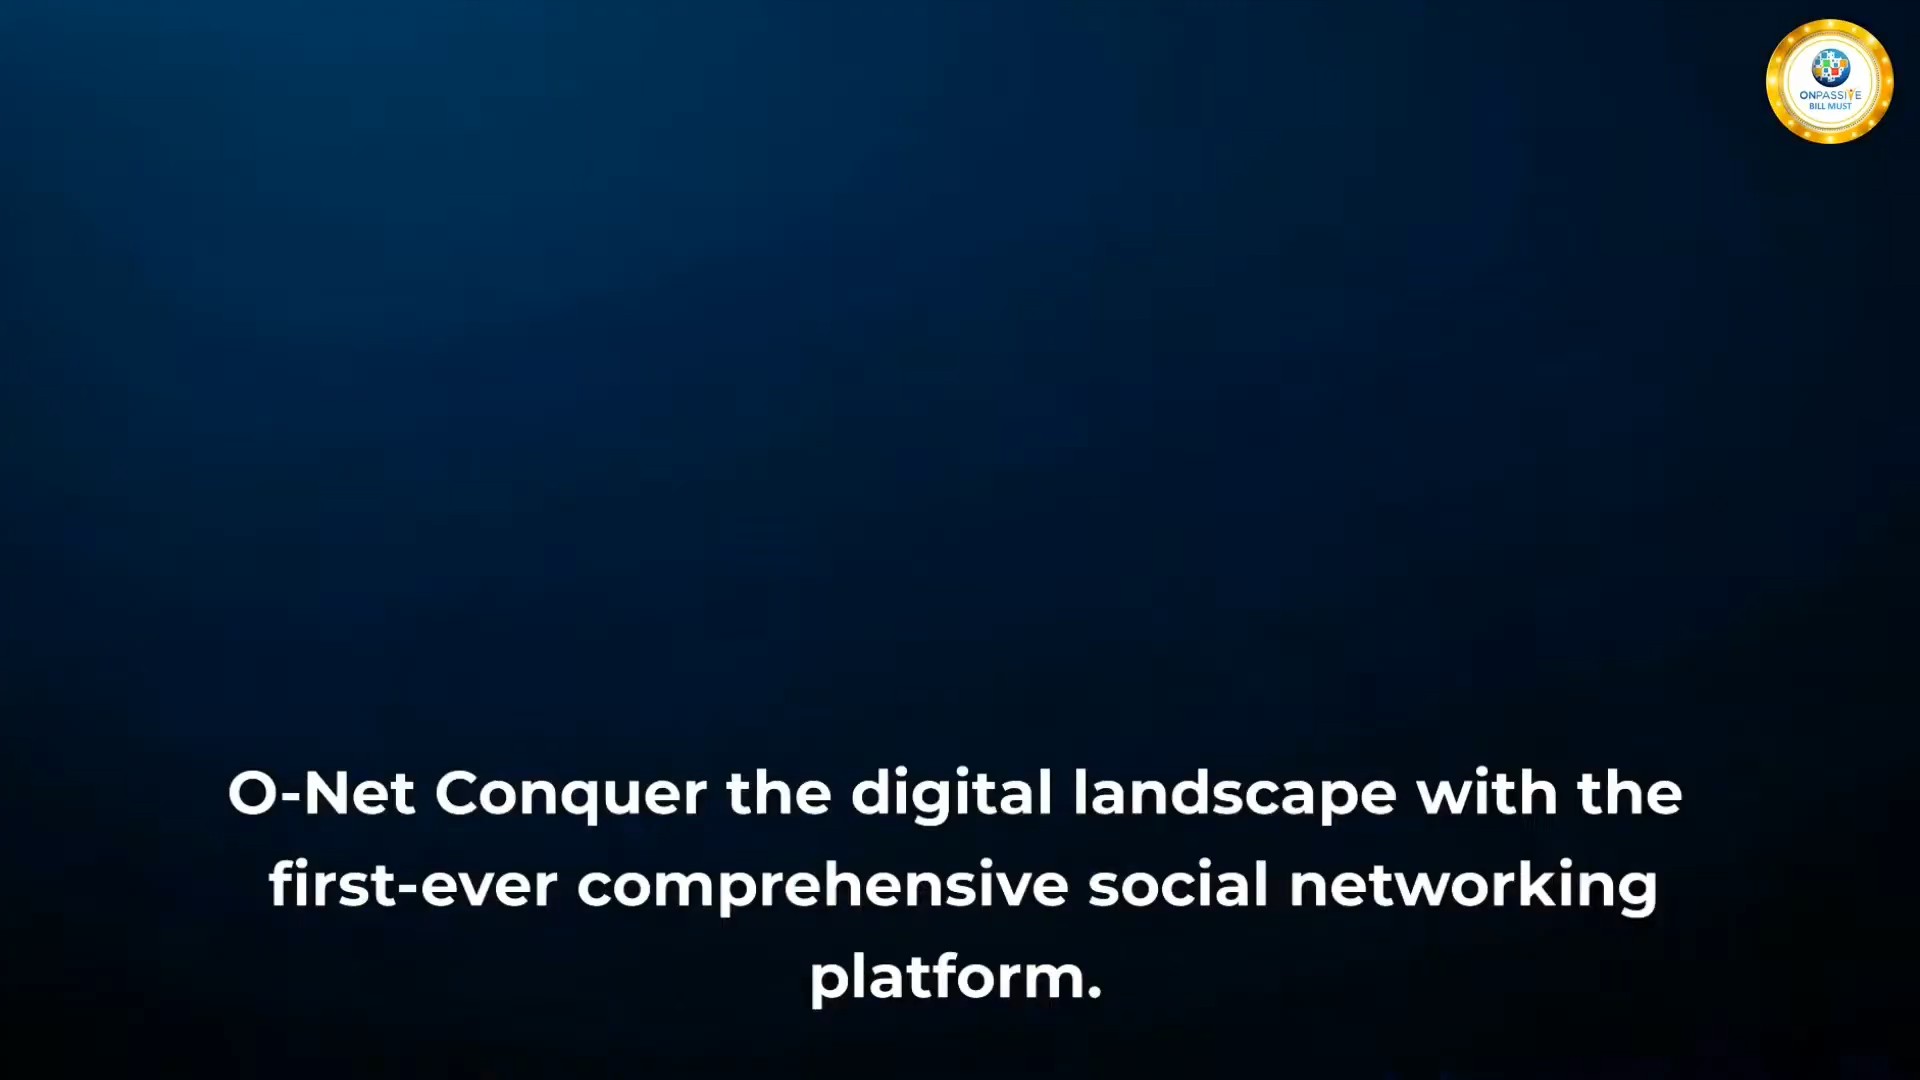 ONPASSIVE
BILL MUST
O-Net Conquer the digital landscape with the
first-ever comprehensive social networking
platform.